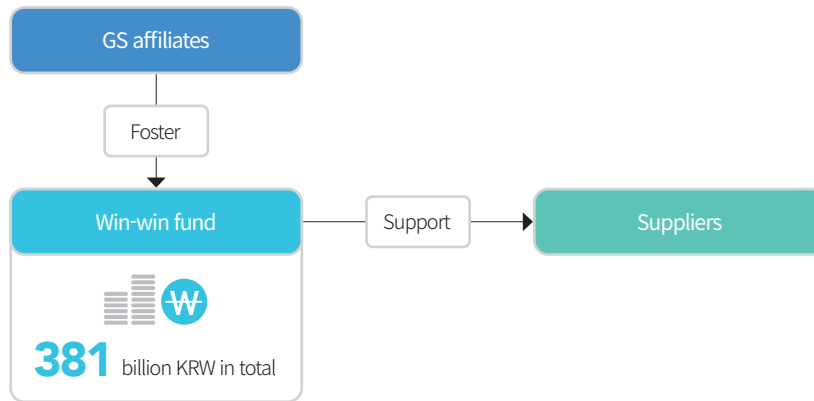 GS affiliates
Foster
Win-win fund
Support
Suppliers
₩
381 billion KRW in total